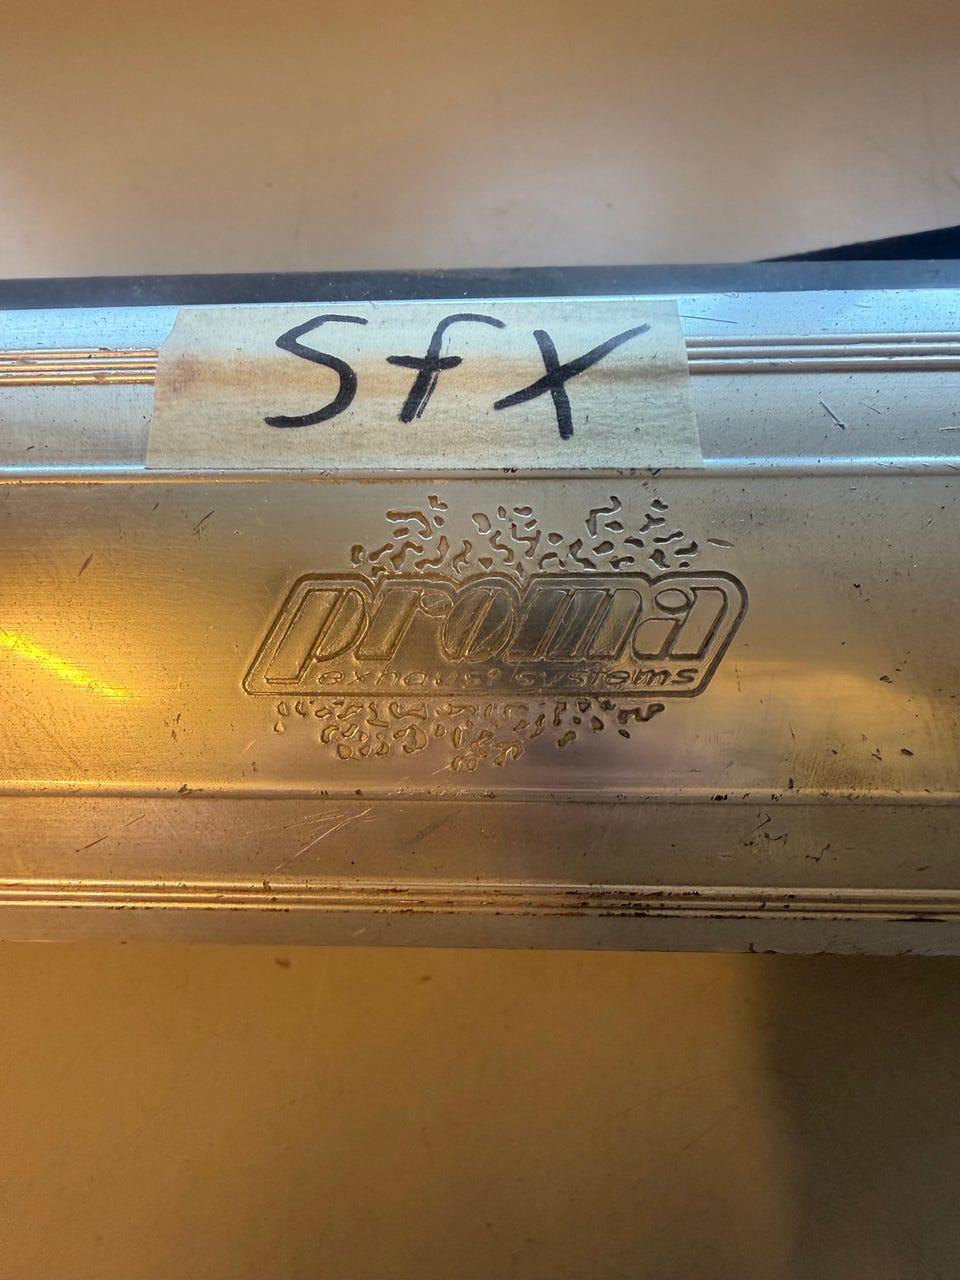 Sfx
proma
exhaust systems